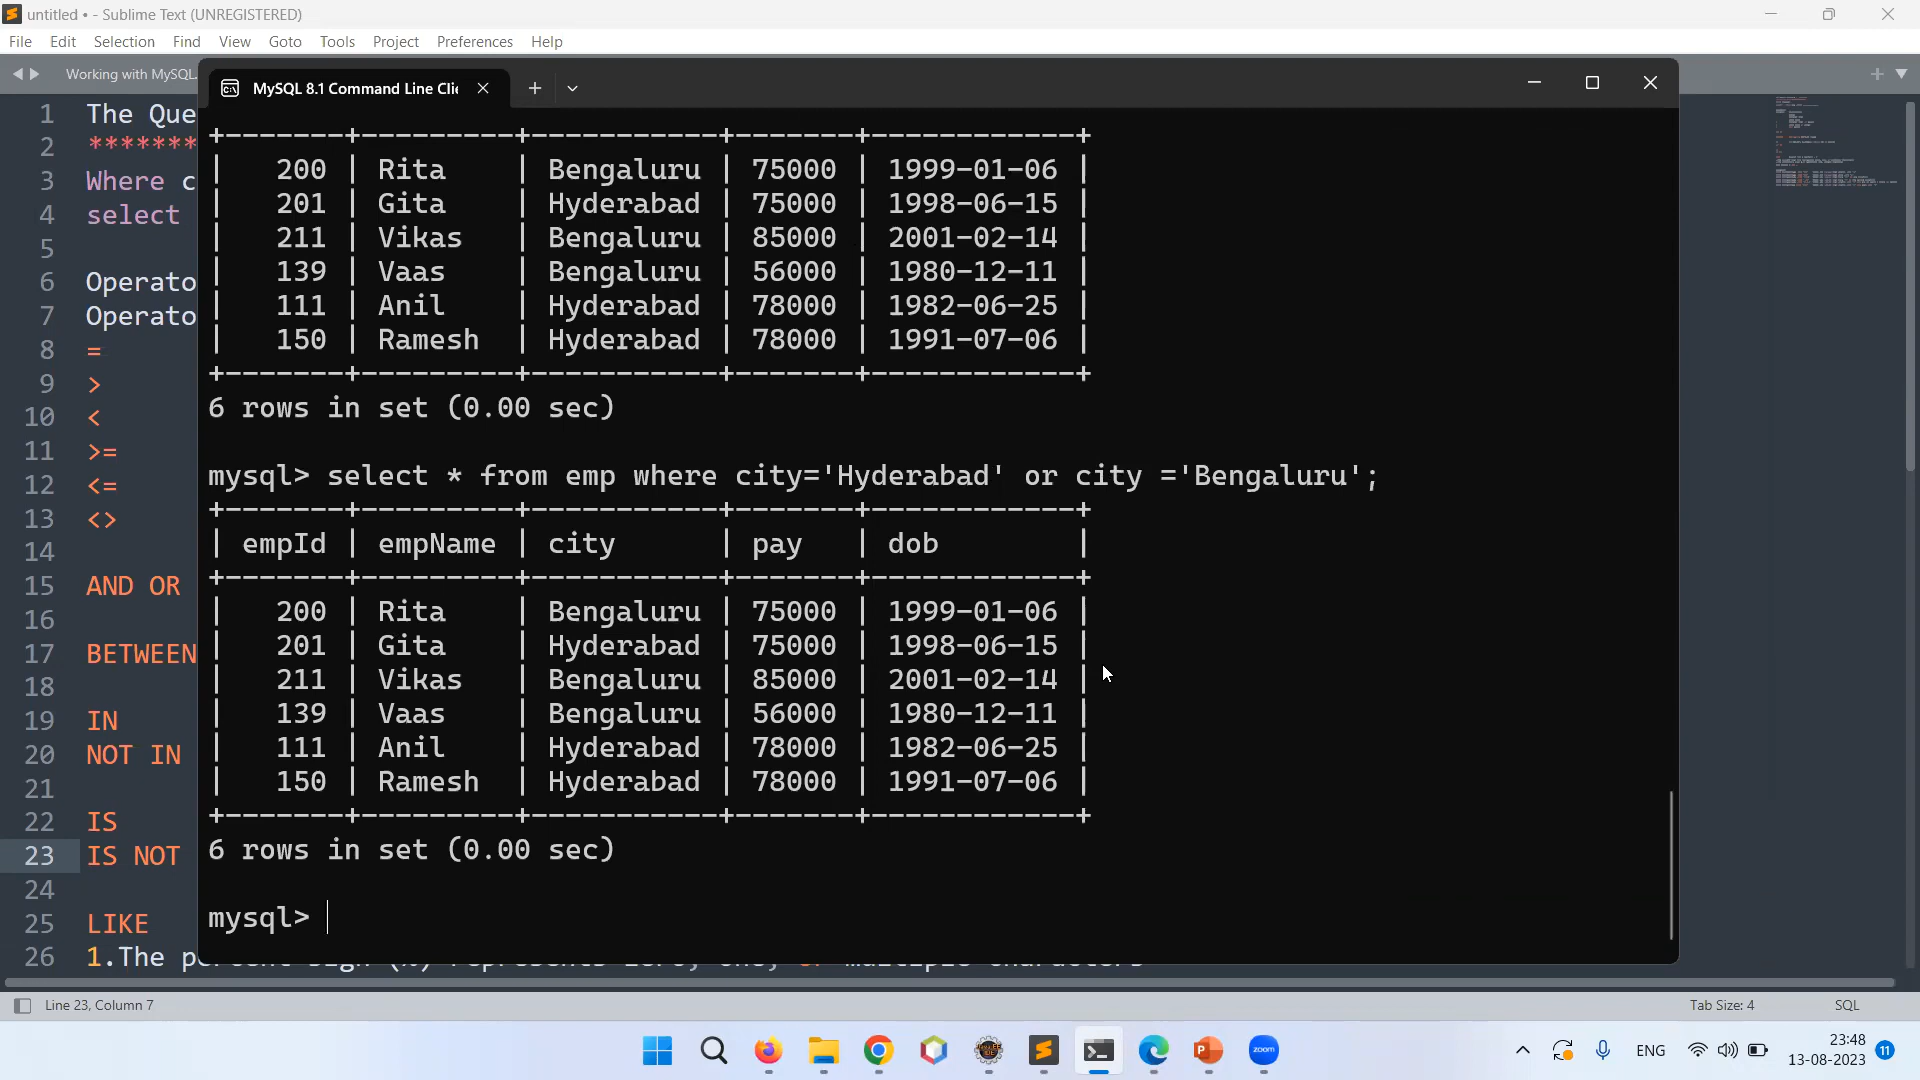 untitled • - Sublime Text (UNREGISTERED)
File Edit Selection Find View Goto Tools Project Preferences Help
Working with MySQL
MySQL 8.1 Command Line Clie
1 The Que
2 *******
3 Where c
4 select
5
6 Operato
7 Operato
8 =
9 >
10 <
11 >=
12 <=
13 <>
14
15 AND OR
16
17 BETWEEN
18
19 IN
20 NOT IN
21
22 IS
23 IS NOT
24
25 LIKE
26 1.The p
+-------+---------+-----------+-------+------------+
| 200 | Rita | Bengaluru | 75000 | 1999-01-06 |
| 201 | Gita | Hyderabad | 75000 | 1998-06-15 |
| 211 | Vikas | Bengaluru | 85000 | 2001-02-14 |
| 139 | Vaas | Bengaluru | 56000 | 1980-12-11 |
| 111 | Anil | Hyderabad | 78000 | 1982-06-25 |
| 150 | Ramesh | Hyderabad | 78000 | 1991-07-06 |
+-------+---------+-----------+-------+------------+
6 rows in set (0.00 sec)
mysql> select * from emp where city='Hyderabad' or city ='Bengaluru';
+-------+---------+-----------+-------+------------+
| empId | empName | city | pay | dob |
+-------+---------+-----------+-------+------------+
| 200 | Rita | Bengaluru | 75000 | 1999-01-06 |
| 201 | Gita | Hyderabad | 75000 | 1998-06-15 |
| 211 | Vikas | Bengaluru | 85000 | 2001-02-14 |
| 139 | Vaas | Bengaluru | 56000 | 1980-12-11 |
| 111 | Anil | Hyderabad | 78000 | 1982-06-25 |
| 150 | Ramesh | Hyderabad | 78000 | 1991-07-06 |
+-------+---------+-----------+-------+------------+
6 rows in set (0.00 sec)
mysql>
Line 23, Column 7
Tab Size: 4
SQL
zoom
ENG
23:48
13-08-2023
11